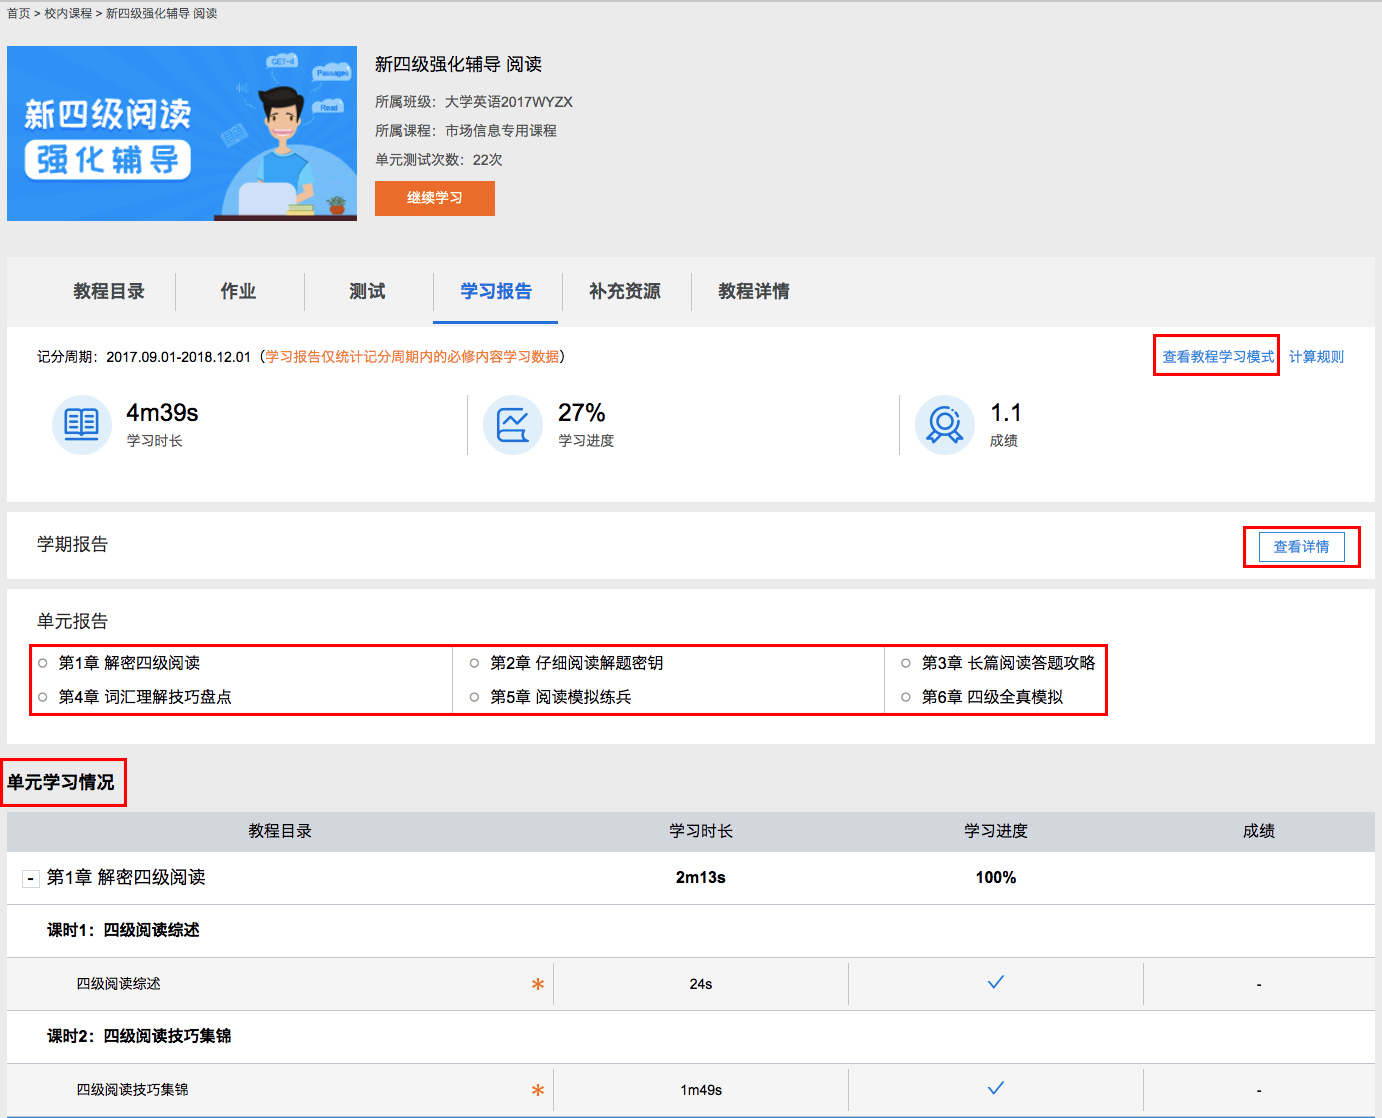 首页 > 校内课程 > 新四级强化辅导 阅读
CET-4
Passages
Read
新四级阅读
强化辅导
新四级强化辅导 阅读
所属班级：大学英语2017WYZX
所属课程：市场信息专用课程
单元测试次数：22次
继续学习
教程目录 作业 测试 学习报告 补充资源 教程详情
记分周期：2017.09.01-2018.12.01（学习报告仅统计记分周期内的必修内容学习数据） 查看教程学习模式 计算规则
4m39s 27% 1.1
学习时长 学习进度 成绩
学期报告 查看详情
单元报告
第1章 解密四级阅读 第2章 仔细阅读解题密钥 第3章 长篇阅读答题攻略
第4章 词汇理解技巧盘点 第5章 阅读模拟练兵 第6章 四级全真模拟
单元学习情况
教程目录 学习时长 学习进度 成绩
- 第1章 解密四级阅读 2m13s 100%
课时1：四级阅读综述
四级阅读综述 * 24s ✓ -
课时2：四级阅读技巧集锦
四级阅读技巧集锦 * 1m49s ✓ -